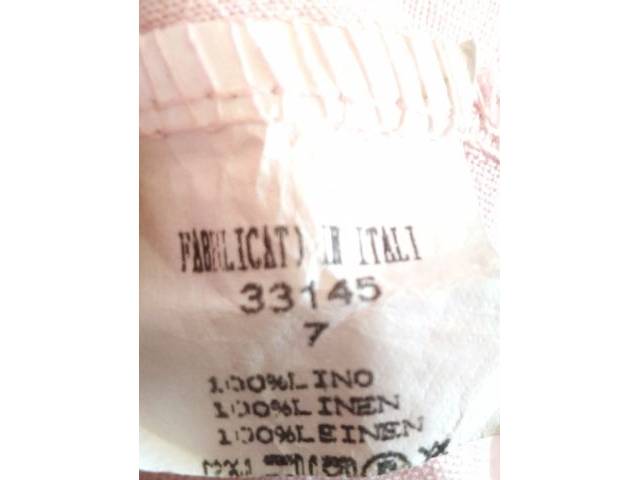 FABBLICATO IN ITALI
33145
7
100%LINO
100%LINEN
100%LEINEN